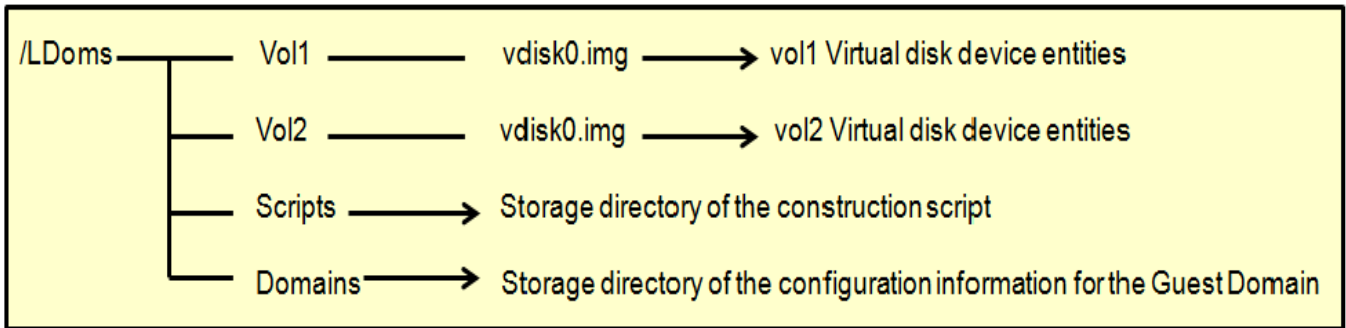 /LDoms Vol1 vdisk0.img vol1 Virtual disk device entities
Vol2 vdisk0.img vol2 Virtual disk device entities
Scripts Storage directory of the construction script
Domains Storage directory of the configuration information for the Guest Domain